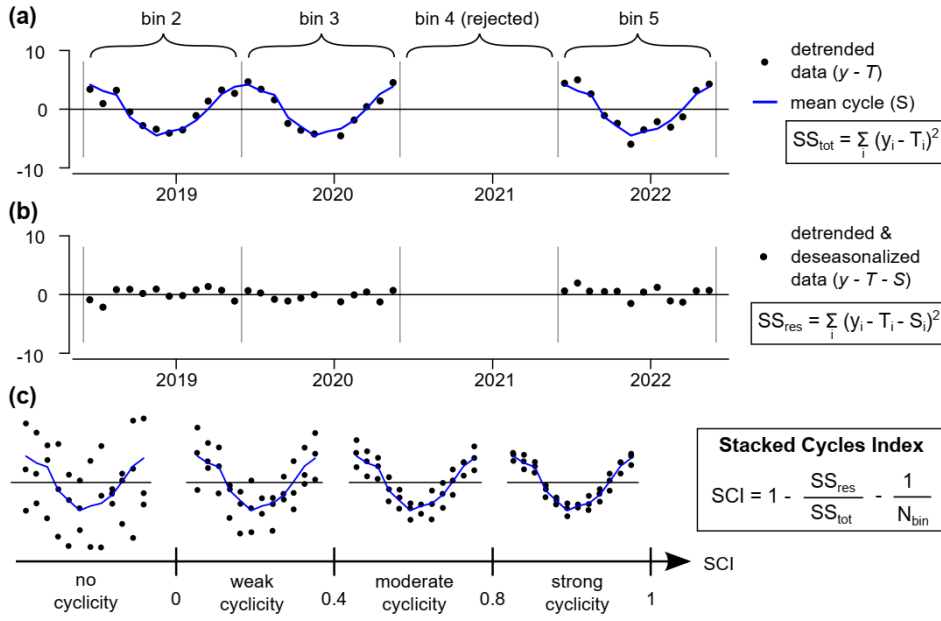 (a)
bin 2
bin 3
bin 4 (rejected)
bin 5
10
0
-10
2019
2020
2021
2022
detrended
data (y - T)
mean cycle (S)
SS_tot = Σ_i (y_i - T_i)^2
(b)
10
0
-10
2019
2020
2021
2022
detrended &
deseasonalized
data (y - T - S)
SS_res = Σ_i (y_i - T_i - S_i)^2
(c)
no
cyclicity
0
weak
cyclicity
0.4
moderate
cyclicity
0.8
strong
cyclicity
1
SCI
Stacked Cycles Index
SCI = 1 - SS_res / SS_tot - 1 / N_bin